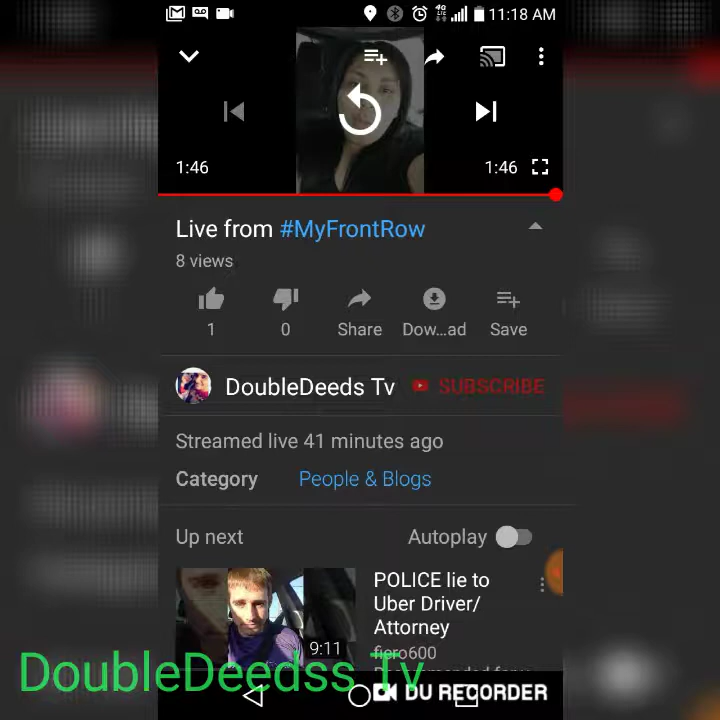 4G
LTE
11:18 AM
1:46
1:46
Live from #MyFrontRow
8 views
1
0
Share
Dow...ad
Save
DoubleDeeds Tv
SUBSCRIBE
Streamed live 41 minutes ago
Category
People & Blogs
Up next
Autoplay
POLICE lie to
Uber Driver/
Attorney
9:11
fiero600
DoubleDeedss Tv
DU RECORDER